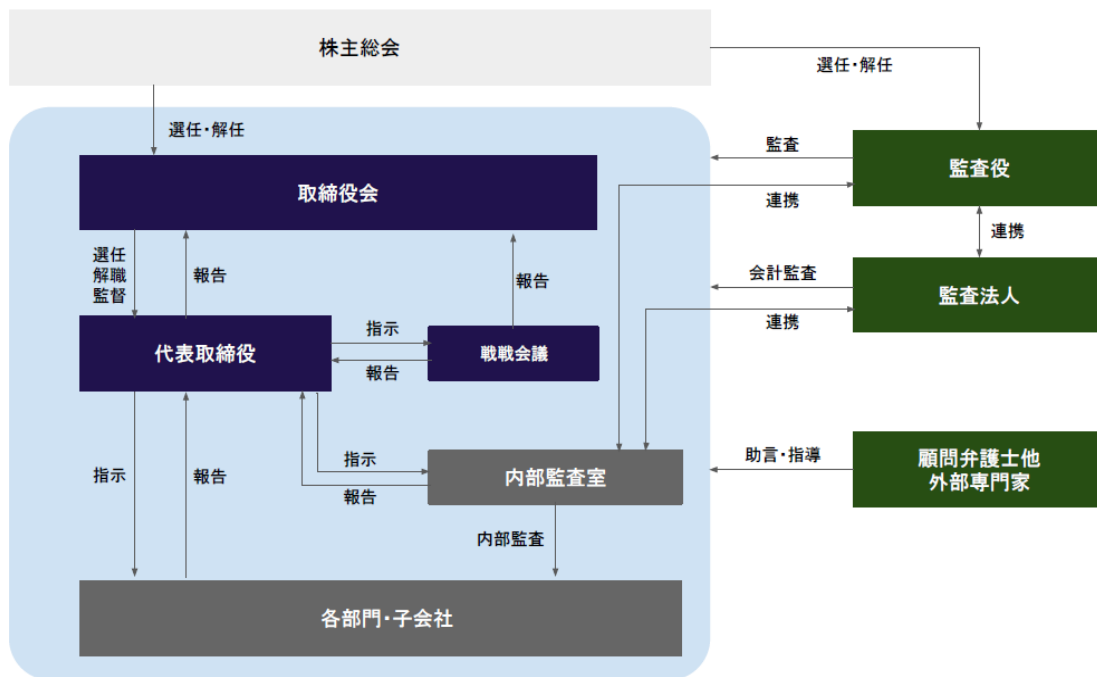 株主総会
選任・解任
選任・解任
監査
監査役
取締役会
連携
連携
選任
解職
監督
報告
報告
会計監査
監査法人
連携
代表取締役
指示
戦戦会議
報告
指示
報告
指示
報告
内部監査室
助言・指導
顧問弁護士他
外部専門家
内部監査
各部門・子会社